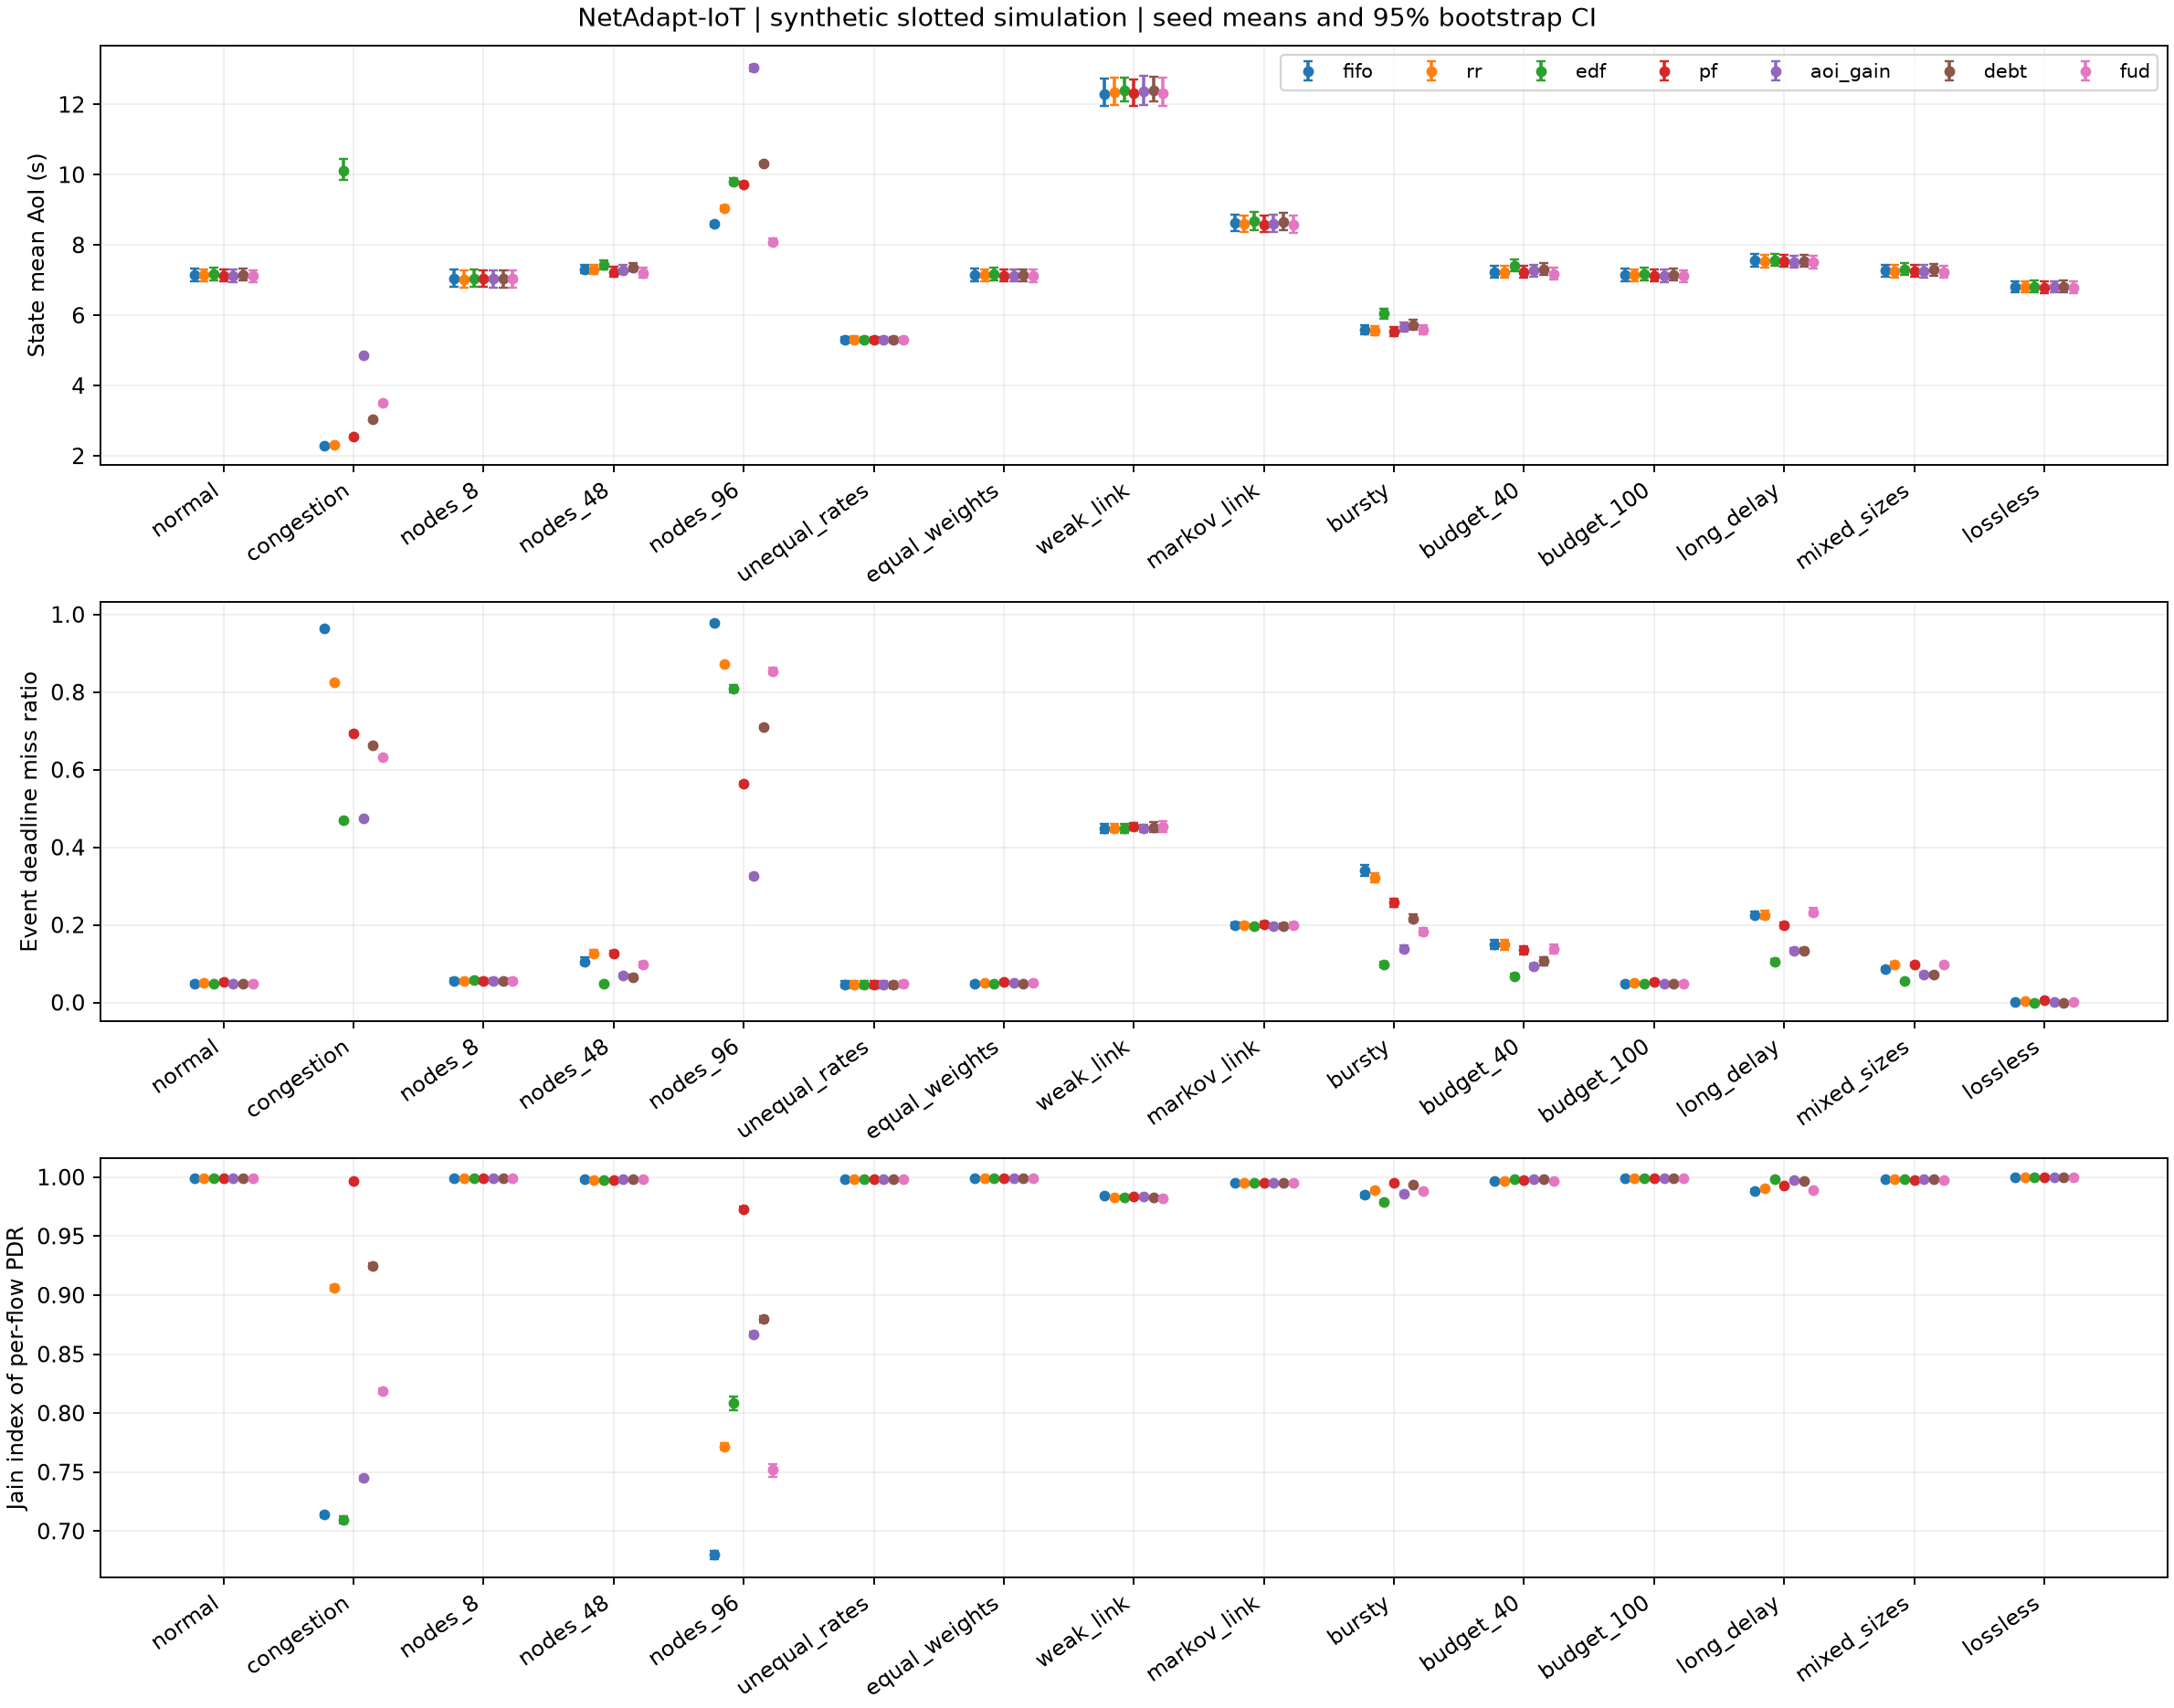 NetAdapt-IoT | synthetic slotted simulation | seed means and 95% bootstrap CI
fifo rr edf pf aoi_gain debt fud
State mean AoI (s)
12
10
8
6
4
2
normal congestion nodes_8 nodes_48 nodes_96 unequal_rates equal_weights weak_link markov_link bursty budget_40 budget_100 long_delay mixed_sizes lossless
Event deadline miss ratio
1.0
0.8
0.6
0.4
0.2
0.0
normal congestion nodes_8 nodes_48 nodes_96 unequal_rates equal_weights weak_link markov_link bursty budget_40 budget_100 long_delay mixed_sizes lossless
Jain index of per-flow PDR
1.00
0.95
0.90
0.85
0.80
0.75
0.70
normal congestion nodes_8 nodes_48 nodes_96 unequal_rates equal_weights weak_link markov_link bursty budget_40 budget_100 long_delay mixed_sizes lossless